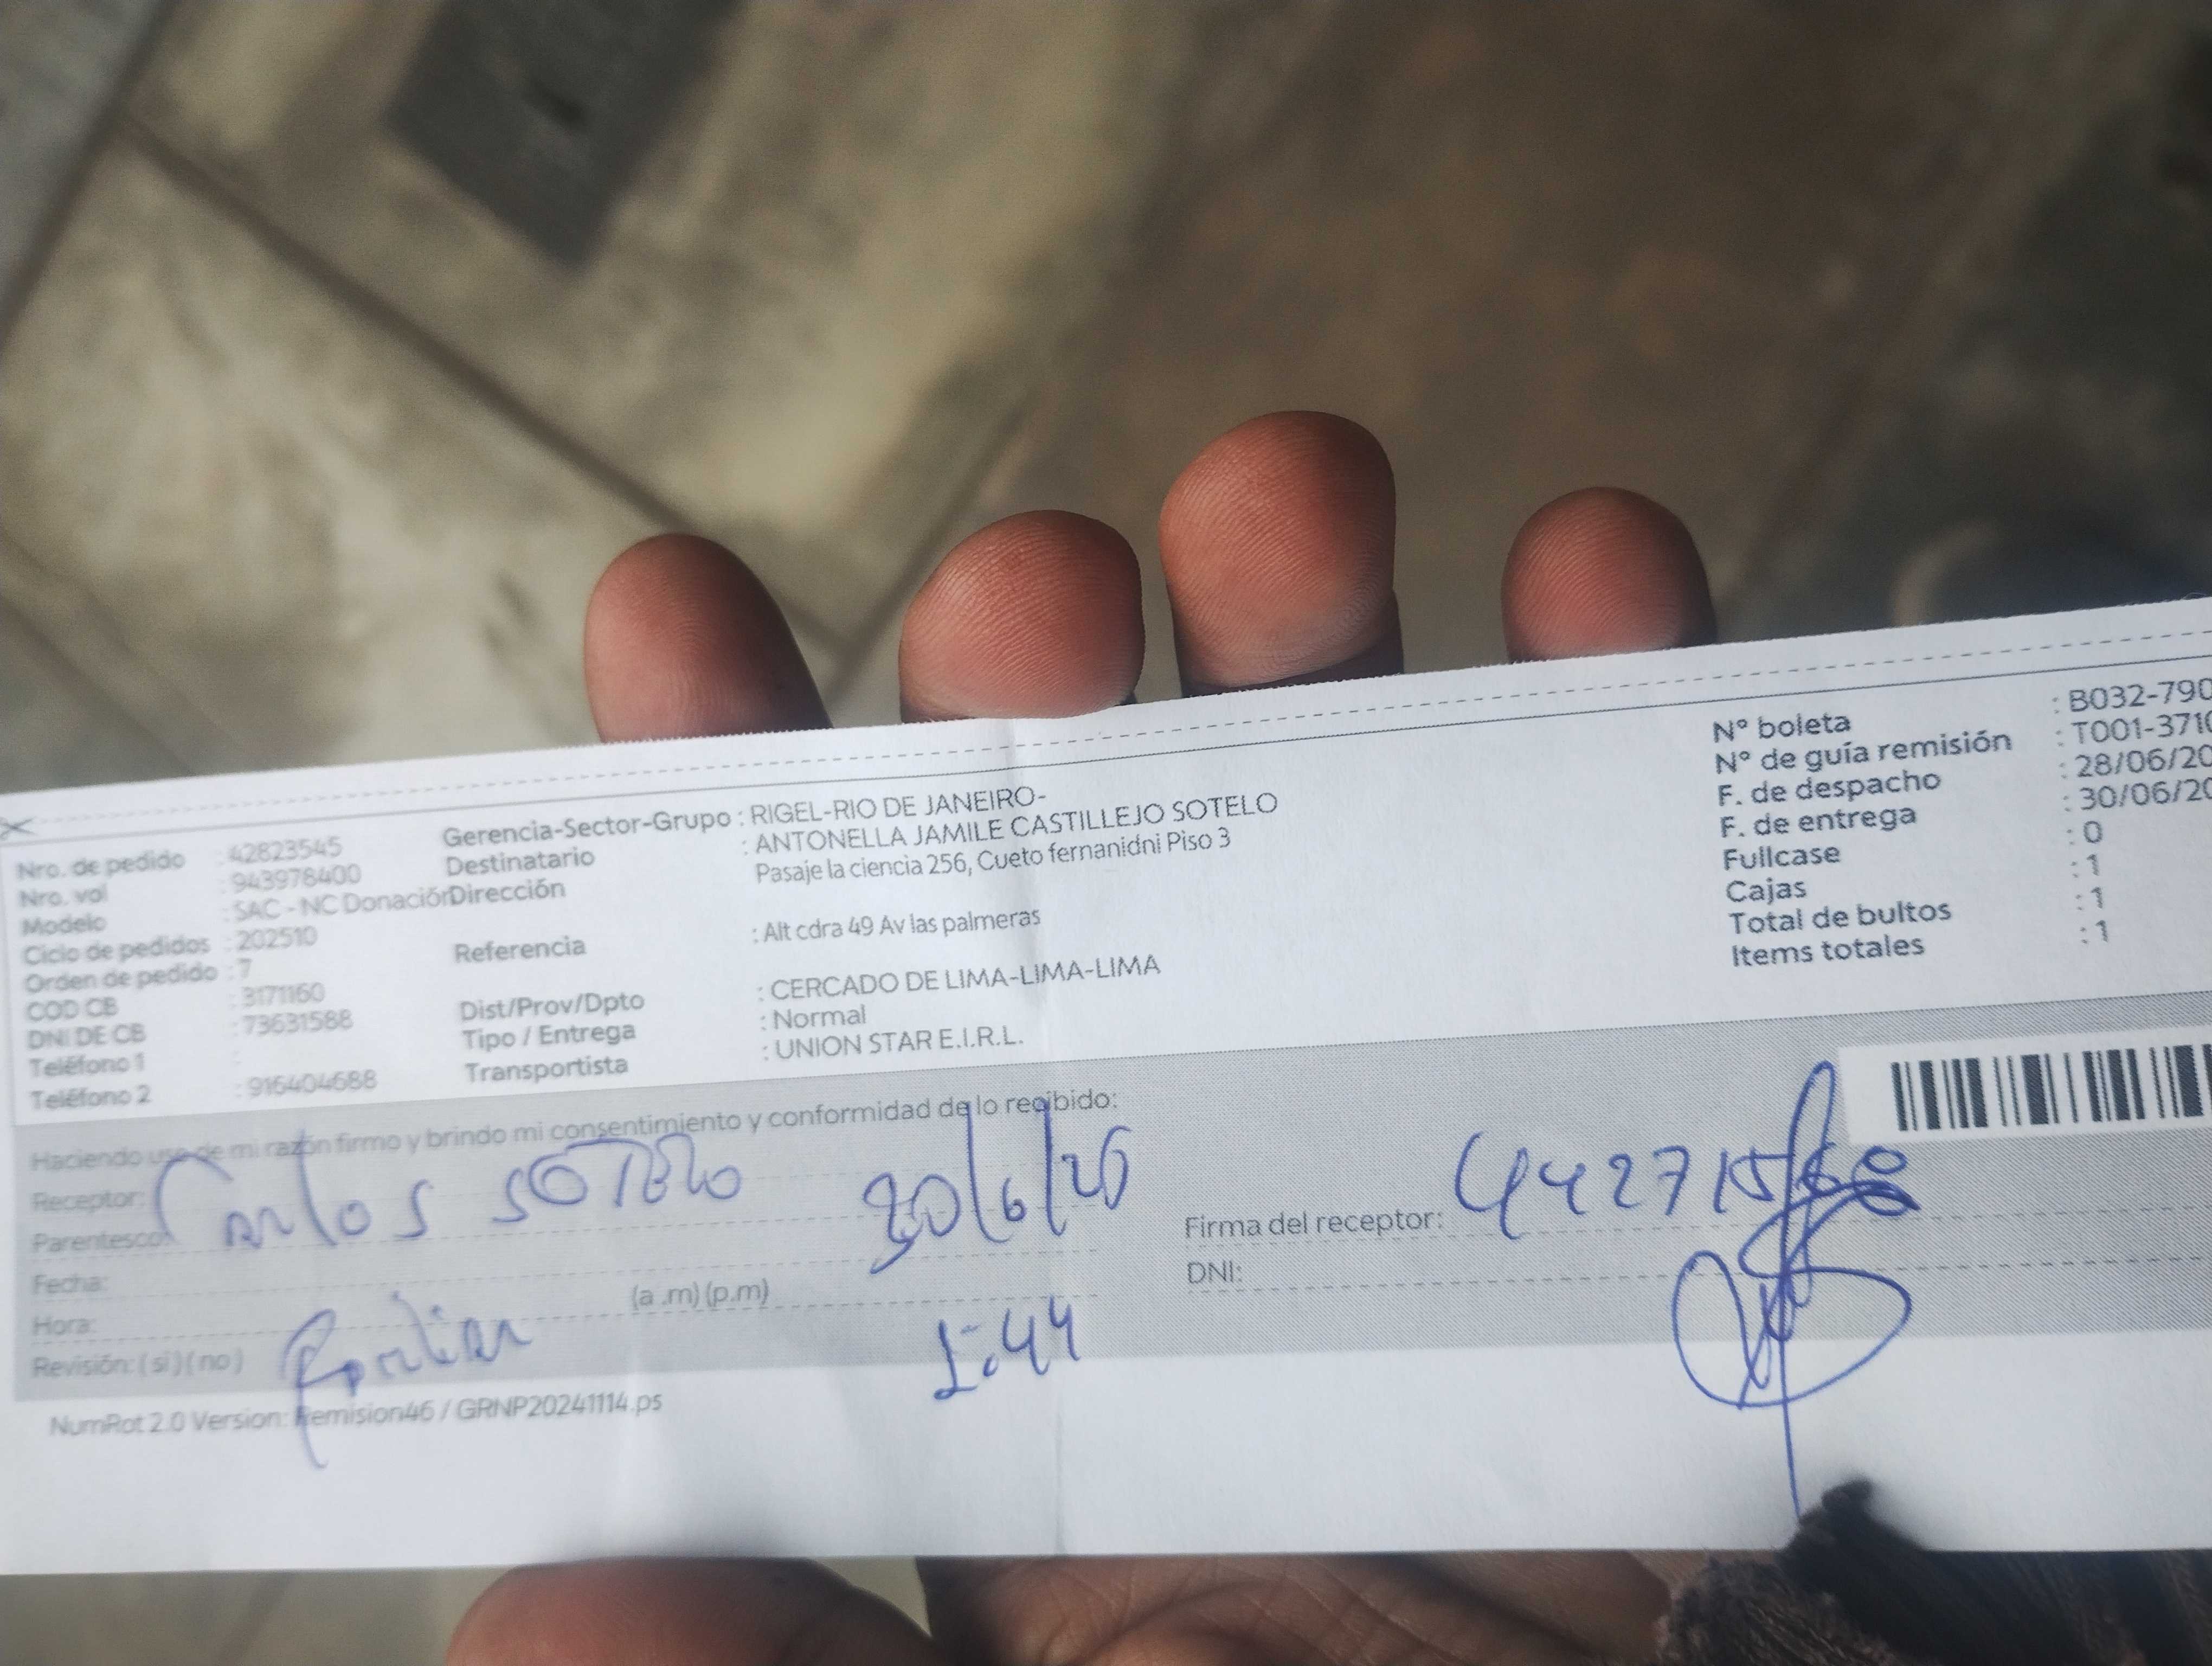 Nro. de pedido : 42823545
Nro. vol : 943978400
Modelo : SAC - NC Donación
Ciclo de pedidos : 202510
Orden de pedido : 7
COD CB : 3171160
DNI DE CB : 73631588
Teléfono 1 :
Teléfono 2 : 916404688
Gerencia-Sector-Grupo : RIGEL-RIO DE JANEIRO-
Destinatario : ANTONELLA JAMILE CASTILLEJO SOTELO
Dirección Pasaje la ciencia 256, Cueto fernanidni Piso 3
Referencia : Alt cdra 49 Av las palmeras
Dist/Prov/Dpto : CERCADO DE LIMA-LIMA-LIMA
Tipo / Entrega : Normal
Transportista : UNION STAR E.I.R.L.
N° boleta : B032-790
N° de guía remisión : T001-371
F. de despacho : 28/06/20
F. de entrega : 30/06/20
Fullcase : 0
Cajas : 1
Total de bultos : 1
Items totales : 1
Haciendo uso de mi razón firmo y brindo mi consentimiento y conformidad de lo recibido:
Receptor: Carlos SOTELO 30/6/25
Parentesco:
Fecha:
Hora: (a .m) (p.m)
Revisión: ( si ) ( no ) 1:44
Firma del receptor:
DNI:
NumRot 2.0 Version: Remision46 / GRNP20241114.ps